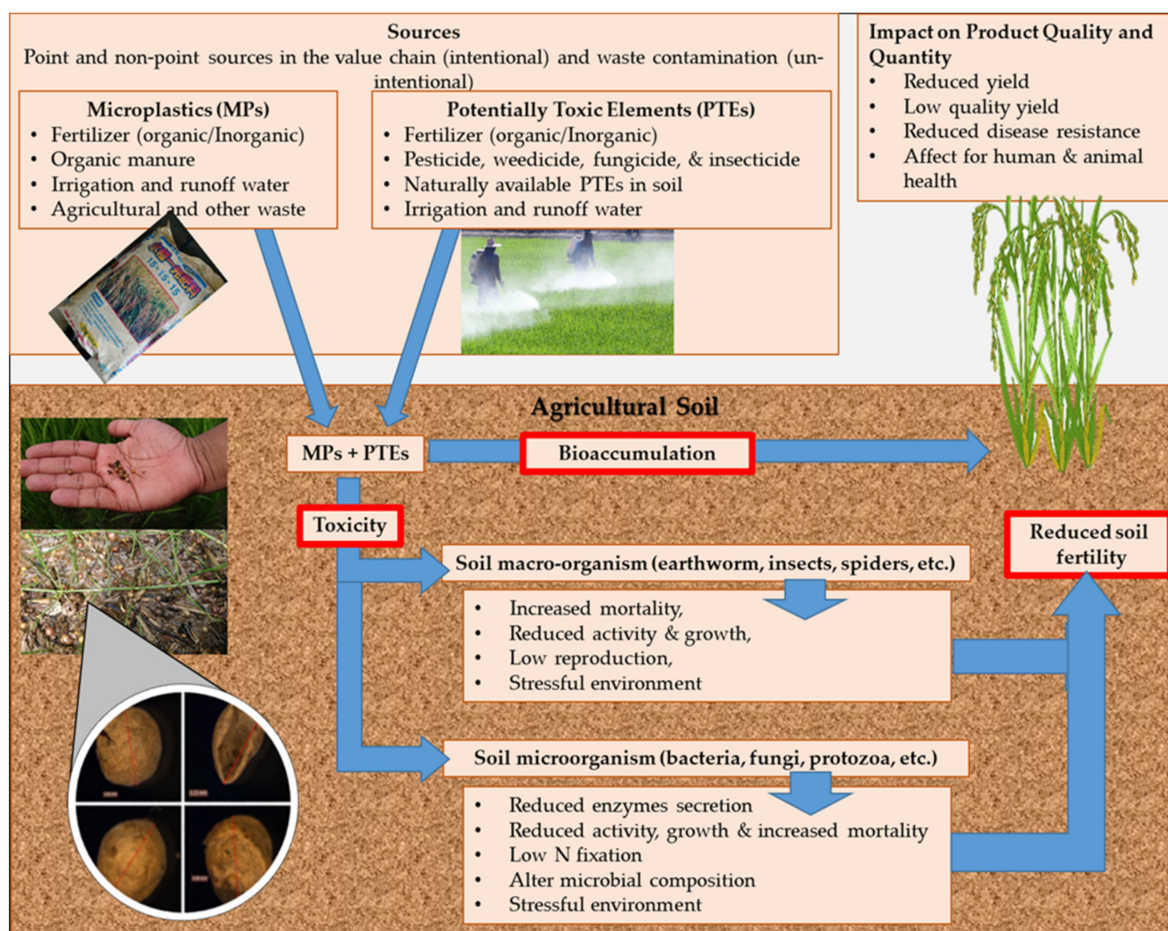 Sources
Point and non-point sources in the value chain (intentional) and waste contamination (un-
intentional)
Microplastics (MPs)
• Fertilizer (organic/Inorganic)
• Organic manure
• Irrigation and runoff water
• Agricultural and other waste
Potentially Toxic Elements (PTEs)
• Fertilizer (organic/Inorganic)
• Pesticide, weedicide, fungicide, & insecticide
• Naturally available PTEs in soil
• Irrigation and runoff water
Impact on Product Quality and
Quantity
• Reduced yield
• Low quality yield
• Reduced disease resistance
• Affect for human & animal
health
15-15-15
Agricultural Soil
MPs + PTEs
Bioaccumulation
Toxicity
Reduced soil
fertility
Soil macro-organism (earthworm, insects, spiders, etc.)
• Increased mortality,
• Reduced activity & growth,
• Low reproduction,
• Stressful environment
Soil microorganism (bacteria, fungi, protozoa, etc.)
• Reduced enzymes secretion
• Reduced activity, growth & increased mortality
• Low N fixation
• Alter microbial composition
• Stressful environment